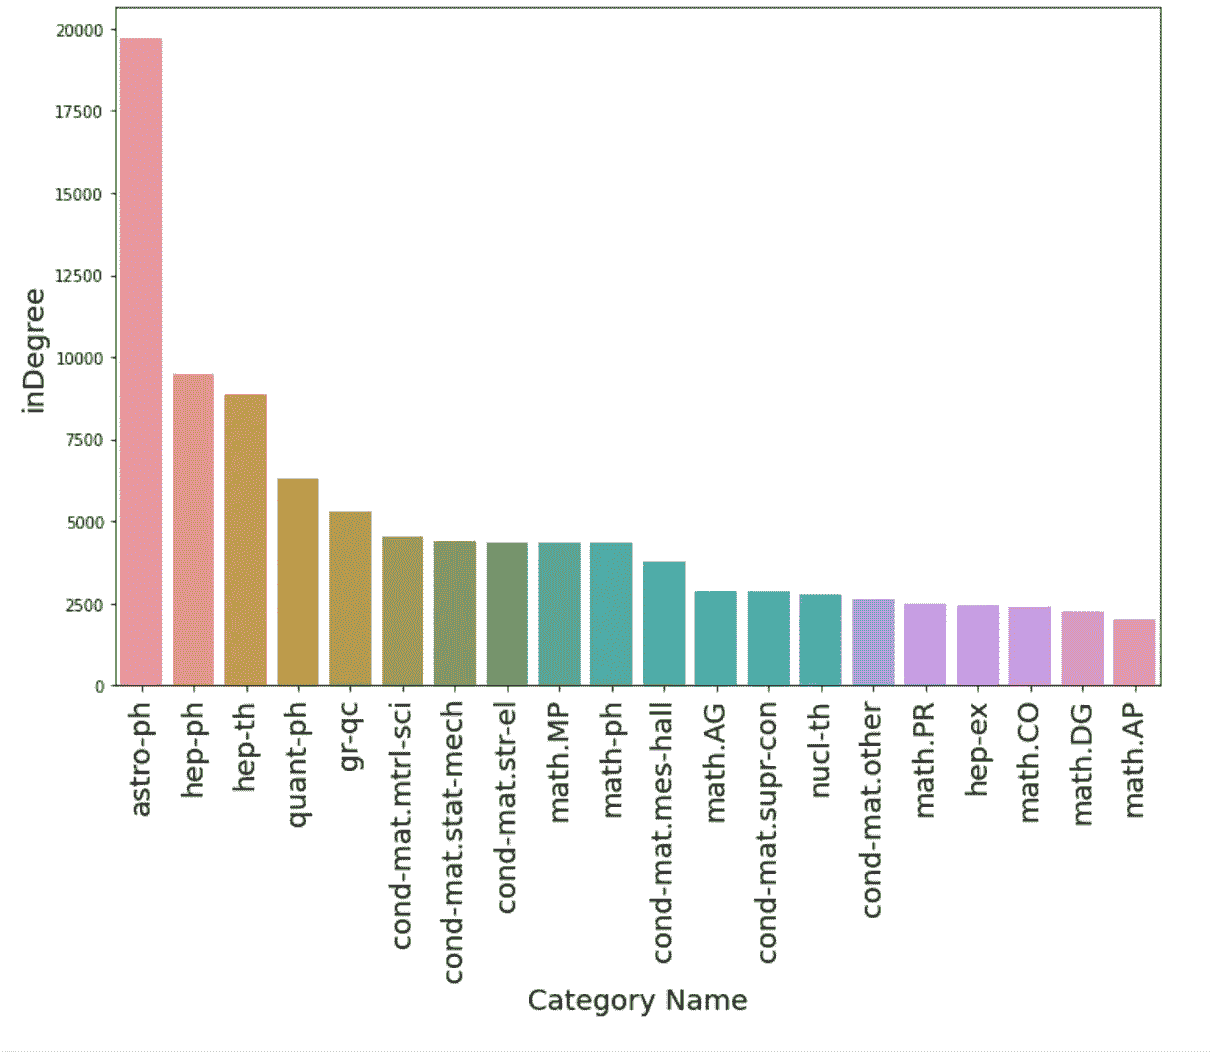 20000
17500
15000
12500
10000
7500
5000
2500
0
inDegree
astro-ph
hep-ph
hep-th
quant-ph
gr-qc
cond-mat.mtrl-sci
cond-mat.stat-mech
cond-mat.str-el
math.MP
math-ph
cond-mat.mes-hall
math.AG
cond-mat.supr-con
nucl-th
cond-mat.other
math.PR
hep-ex
math.CO
math.DG
math.AP
Category Name